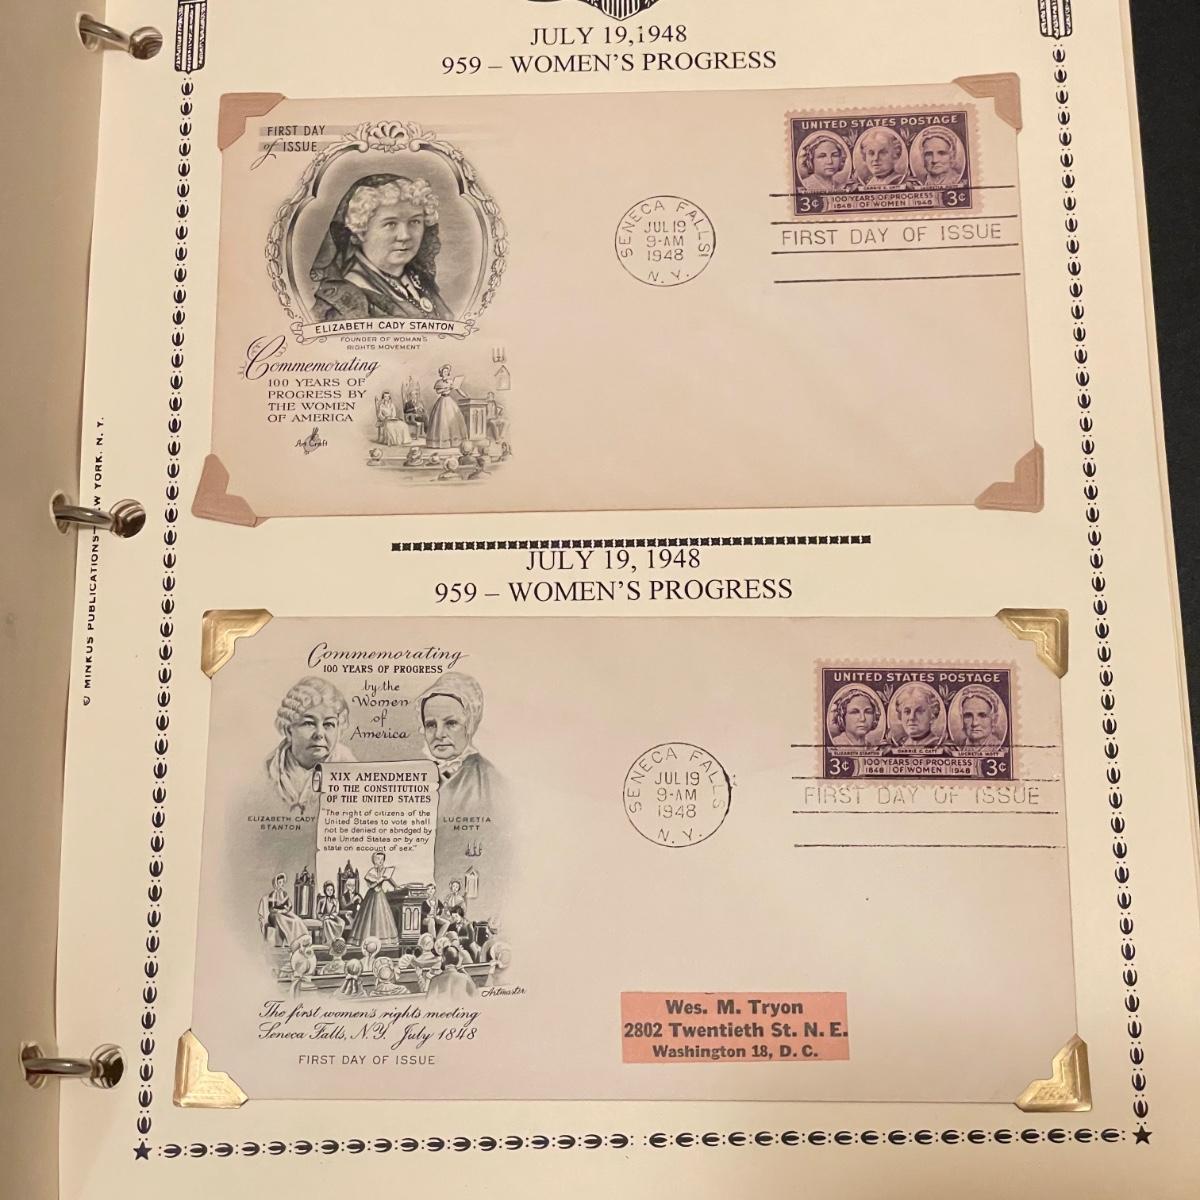 JULY 19,1948
959 – WOMEN'S PROGRESS
FIRST DAY
of ISSUE
ELIZABETH CADY STANTON
FOUNDER OF WOMAN'S
RIGHTS MOVEMENT
Commemorating
100 YEARS OF
PROGRESS BY
THE WOMEN
OF AMERICA
Art Craft
SENECA FALLS
JUL 19
9-AM
1948
N.Y.
UNITED STATES POSTAGE
3¢ 100 YEARS OF PROGRESS 3¢
1848 OF WOMEN 1948
FIRST DAY OF ISSUE
JULY 19, 1948
959 – WOMEN'S PROGRESS
Commemorating
100 YEARS OF PROGRESS
by the
Women
of
America
XIX AMENDMENT
TO THE CONSTITUTION
OF THE UNITED STATES
"The right of citizens of the
United States to vote shall
not be denied or abridged by
the United States or by any
state on account of sex."
ELIZABETH CADY
STANTON
LUCRETIA
MOTT
Artmaster
The first women's rights meeting
Seneca Falls, N.Y. July 1848
FIRST DAY OF ISSUE
SENECA FALLS
JUL 19
9-AM
1948
N.Y.
UNITED STATES POSTAGE
ELIZABETH STANTON CARRIE C. CATT LUCRETIA MOTT
3¢ 100 YEARS OF PROGRESS 3¢
1848 OF WOMEN 1948
FIRST DAY OF ISSUE
Wes. M. Tryon
2802 Twentieth St. N. E.
Washington 18, D. C.
© MINKUS PUBLICATIONS YORK, N. Y.